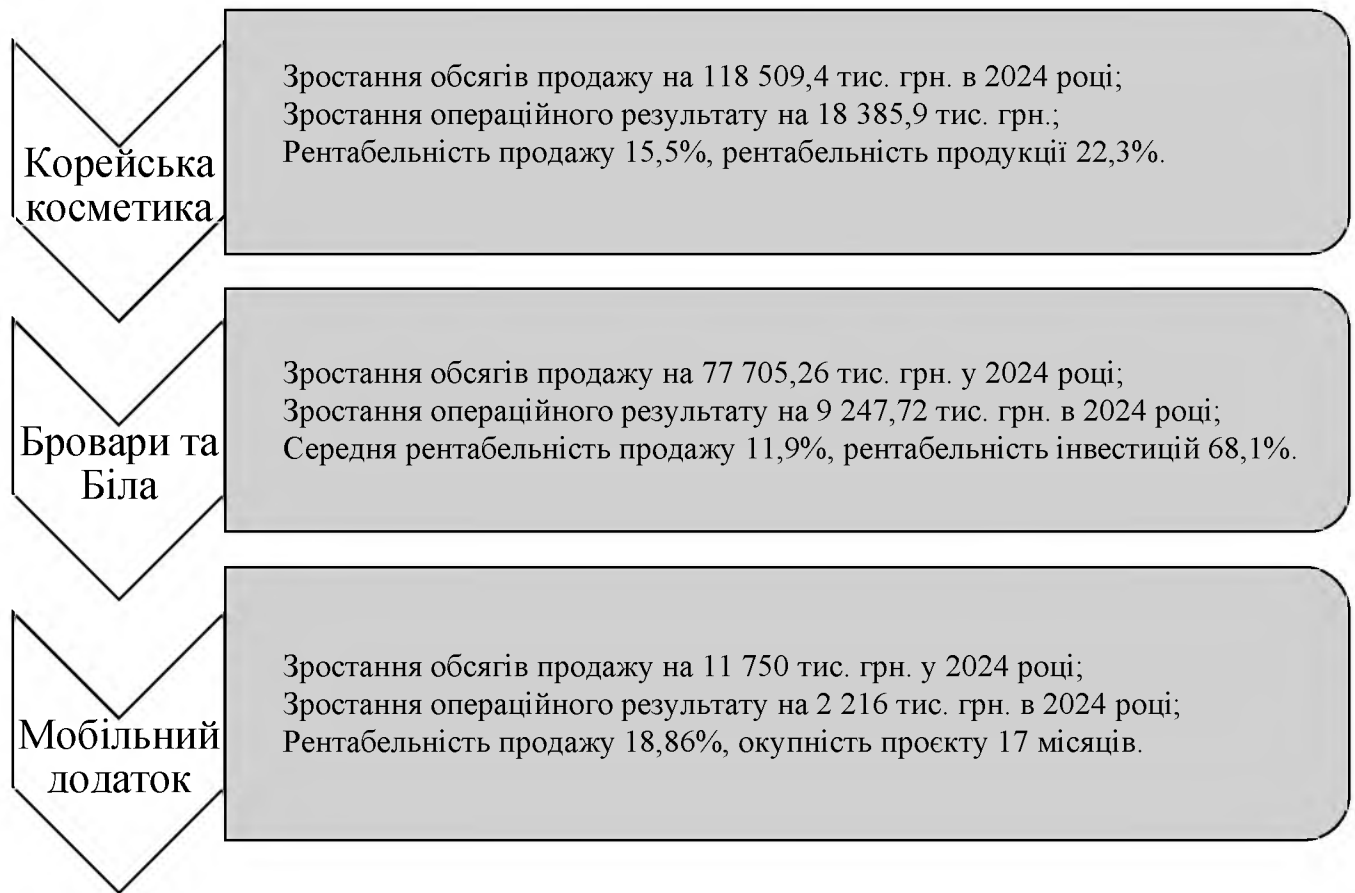 Корейська
косметика
Зростання обсягів продажу на 118 509,4 тис. грн. в 2024 році;
Зростання операційного результату на 18 385,9 тис. грн.;
Рентабельність продажу 15,5%, рентабельність продукції 22,3%.
Бровари та
Біла
Зростання обсягів продажу на 77 705,26 тис. грн. у 2024 році;
Зростання операційного результату на 9 247,72 тис. грн. в 2024 році;
Середня рентабельність продажу 11,9%, рентабельність інвестицій 68,1%.
Мобільний
додаток
Зростання обсягів продажу на 11 750 тис. грн. у 2024 році;
Зростання операційного результату на 2 216 тис. грн. в 2024 році;
Рентабельність продажу 18,86%, окупність проєкту 17 місяців.